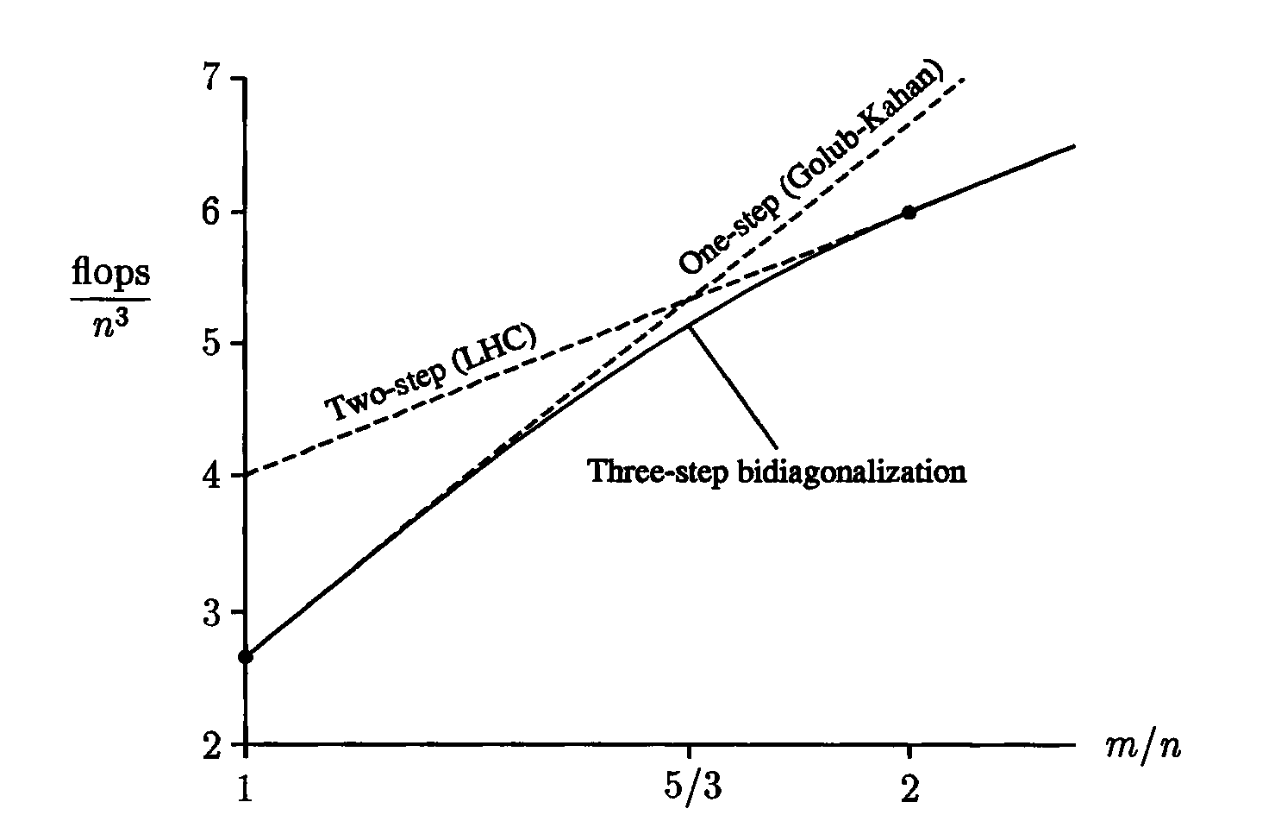 7
One-step (Golub-Kahan)
6
flops
n³
5
Two-step (LHC)
4
Three-step bidiagonalization
3
2
m/n
1
5/3
2